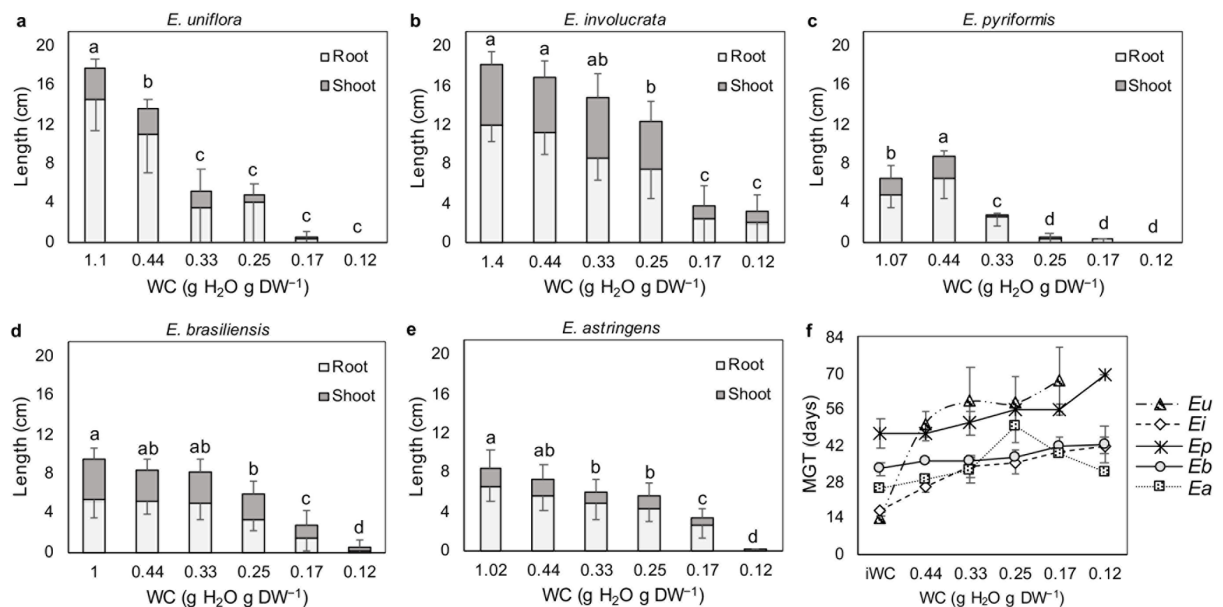 a E. uniflora
20
16
12
8
4
0
Length (cm)
a
b
c
c
c
c
Root
Shoot
1.1 0.44 0.33 0.25 0.17 0.12
WC (g H₂O g DW⁻¹)
b E. involucrata
20
16
12
8
4
0
Length (cm)
a
a
ab
b
c
c
Root
Shoot
1.4 0.44 0.33 0.25 0.17 0.12
WC (g H₂O g DW⁻¹)
c E. pyriformis
20
16
12
8
4
0
Length (cm)
b
a
c
d
d
d
Root
Shoot
1.07 0.44 0.33 0.25 0.17 0.12
WC (g H₂O g DW⁻¹)
d E. brasiliensis
20
16
12
8
4
0
Length (cm)
a
ab
ab
b
c
d
Root
Shoot
1 0.44 0.33 0.25 0.17 0.12
WC (g H₂O g DW⁻¹)
e E. astringens
20
16
12
8
4
0
Length (cm)
a
ab
b
b
c
d
Root
Shoot
1.02 0.44 0.33 0.25 0.17 0.12
WC (g H₂O g DW⁻¹)
f
84
70
56
42
28
14
0
MGT (days)
iWC 0.44 0.33 0.25 0.17 0.12
WC (g H₂O g DW⁻¹)
Eu
Ei
Ep
Eb
Ea